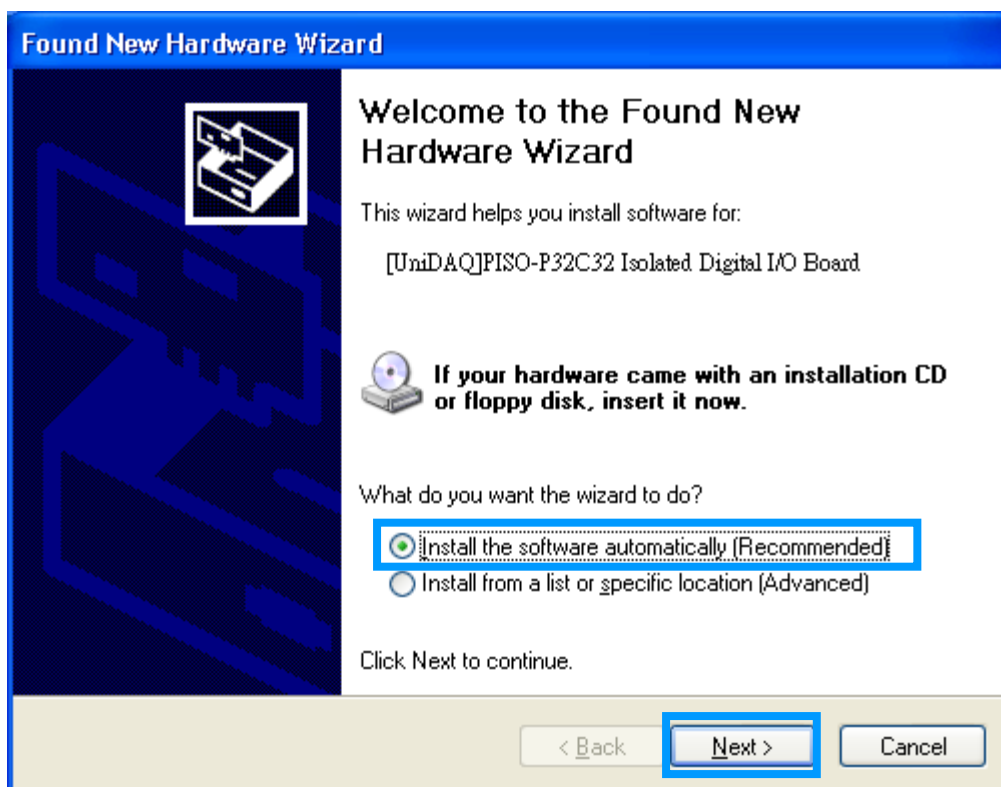 Found New Hardware Wizard
Welcome to the Found New
Hardware Wizard
This wizard helps you install software for:
[UniDAQ]PISO-P32C32 Isolated Digital I/O Board
If your hardware came with an installation CD
or floppy disk, insert it now.
What do you want the wizard to do?
Install the software automatically (Recommended)
Install from a list or specific location (Advanced)
Click Next to continue.
< Back Next > Cancel